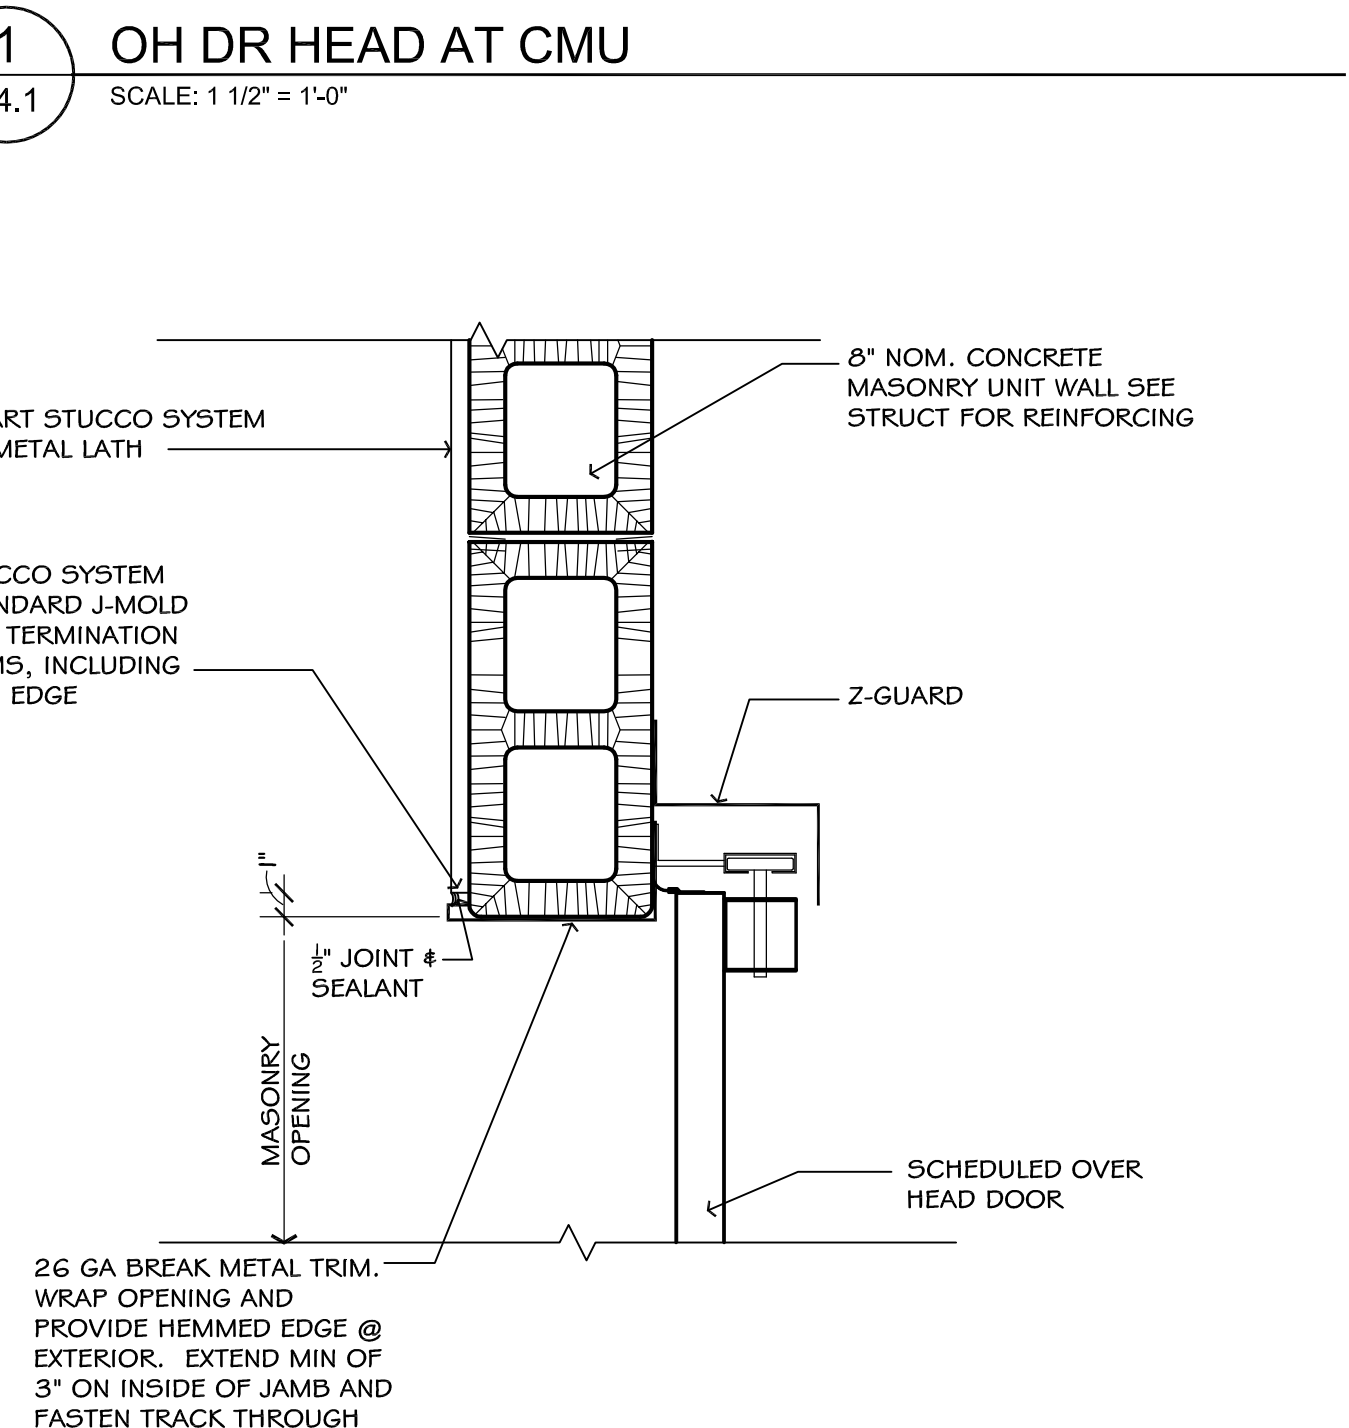 1
OH DR HEAD AT CMU
4.1
SCALE: 1 1/2" = 1'-0"
8" NOM. CONCRETE
MASONRY UNIT WALL SEE
STRUCT FOR REINFORCING
ART STUCCO SYSTEM
METAL LATH
CCO SYSTEM
NDARD J-MOLD
TERMINATION
MS, INCLUDING
EDGE
Z-GUARD
1"
1/2" JOINT &
SEALANT
MASONRY
OPENING
SCHEDULED OVER
HEAD DOOR
26 GA BREAK METAL TRIM.
WRAP OPENING AND
PROVIDE HEMMED EDGE @
EXTERIOR. EXTEND MIN OF
3" ON INSIDE OF JAMB AND
FASTEN TRACK THROUGH